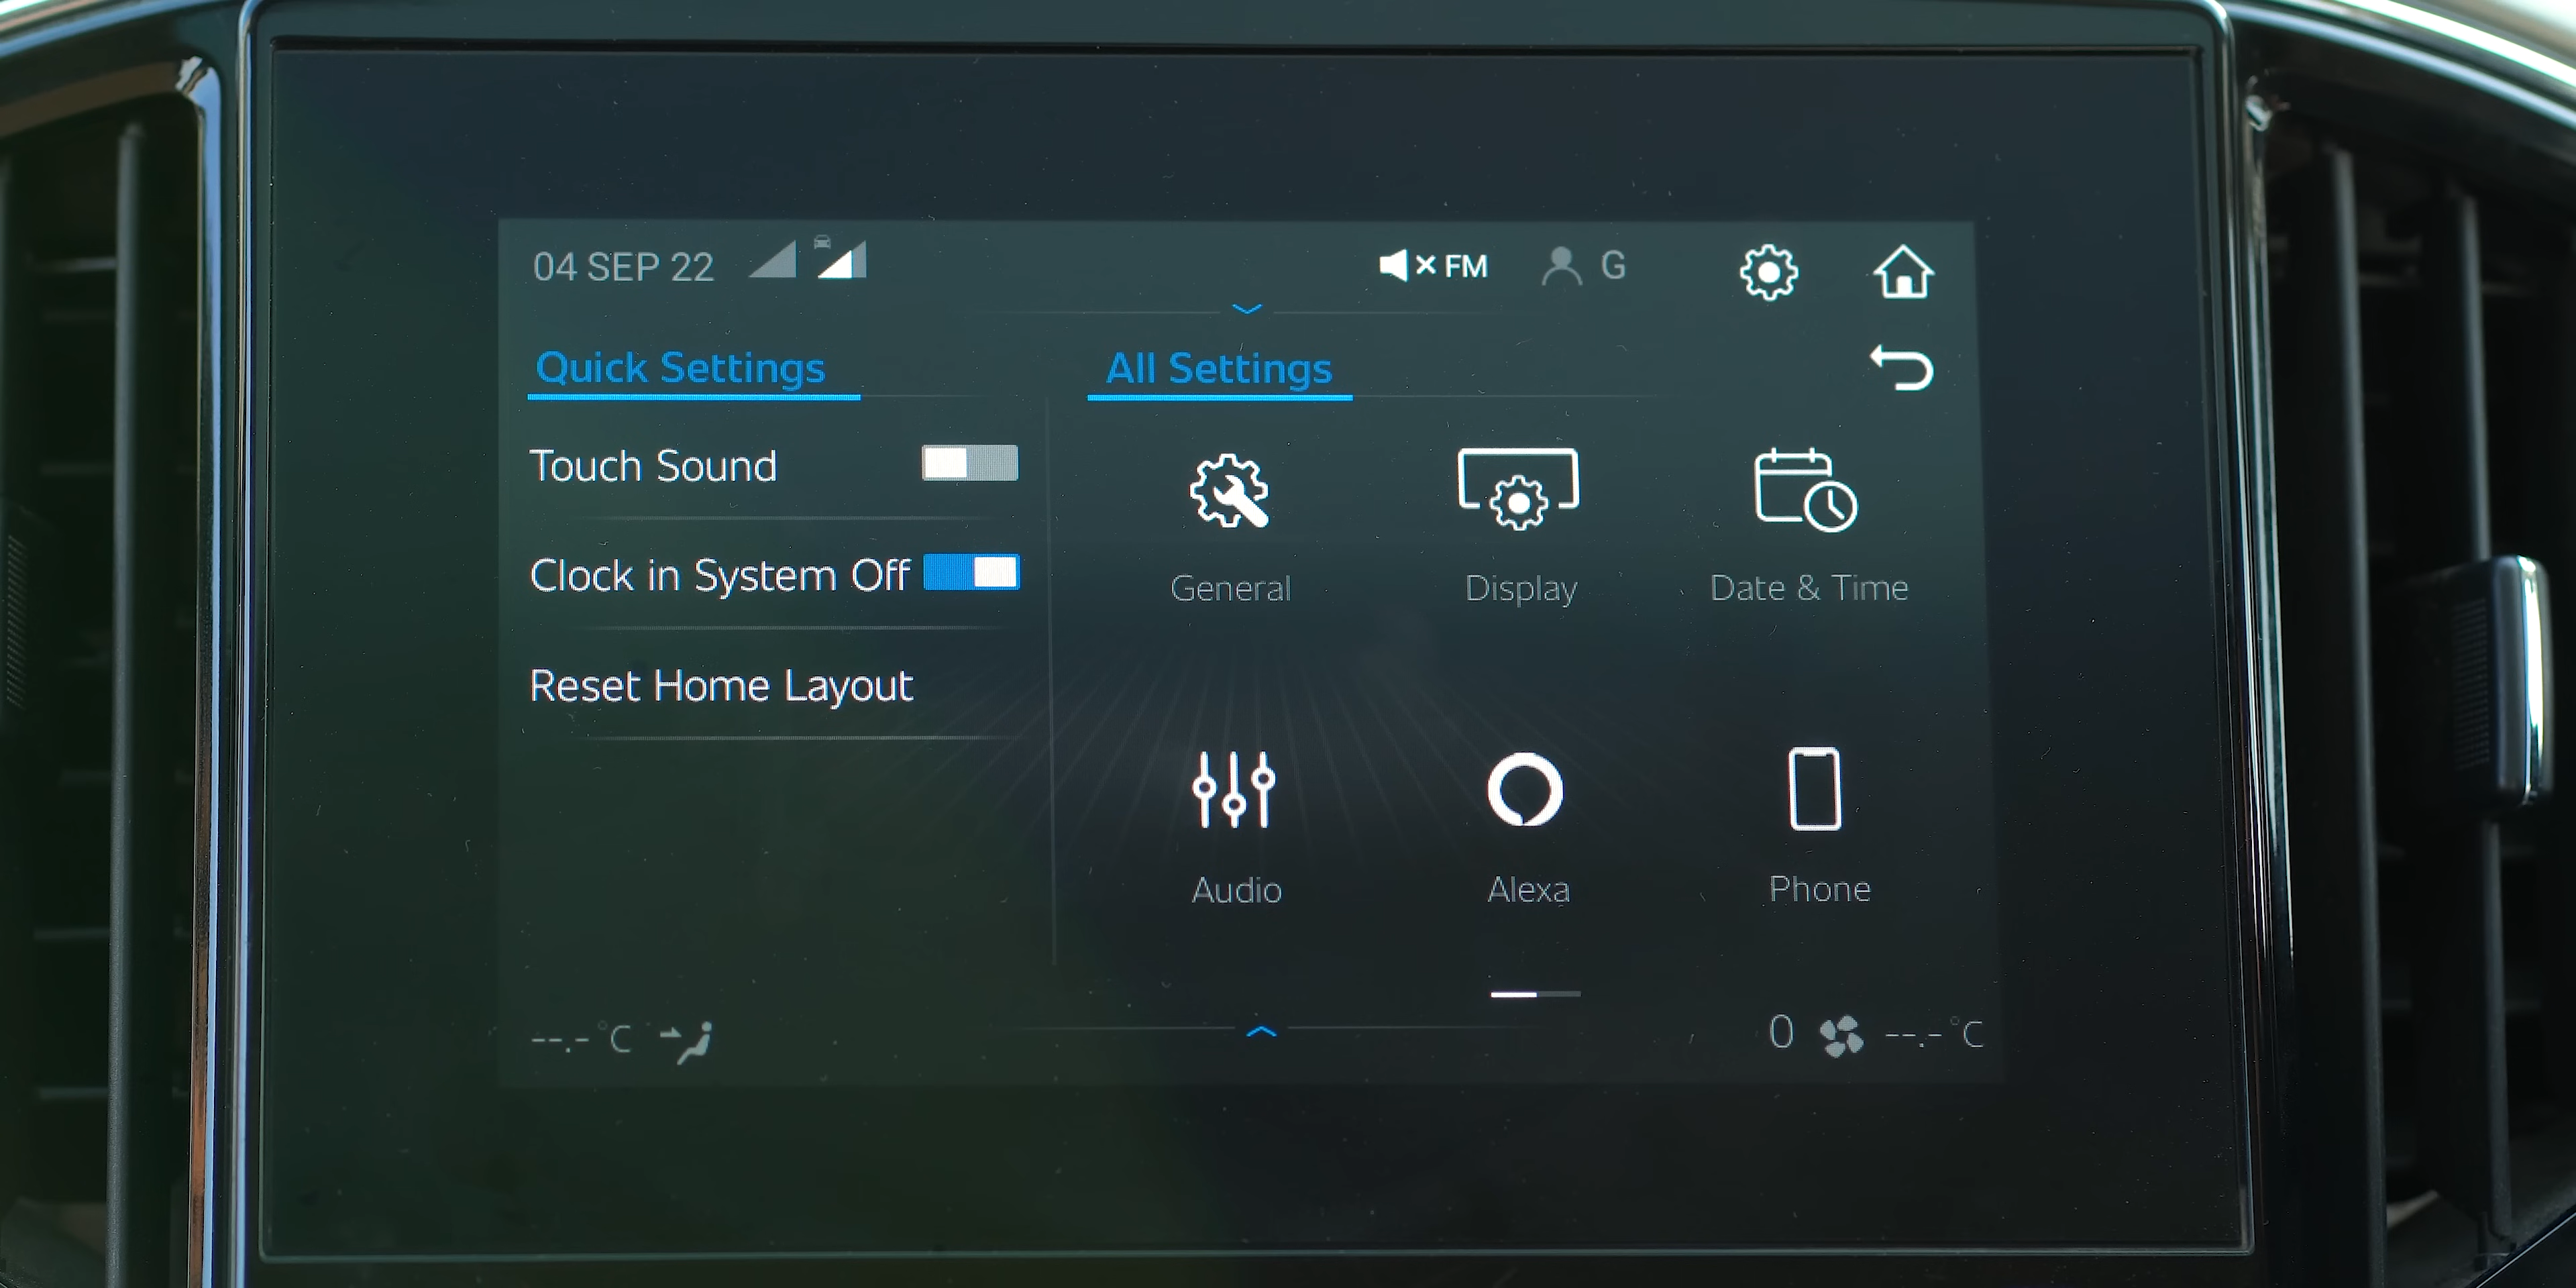 04 SEP 22
FM
G
Quick Settings
All Settings
Touch Sound
Clock in System Off
Reset Home Layout
General
Display
Date & Time
Audio
Alexa
Phone
--.-°C
0
--.-°C